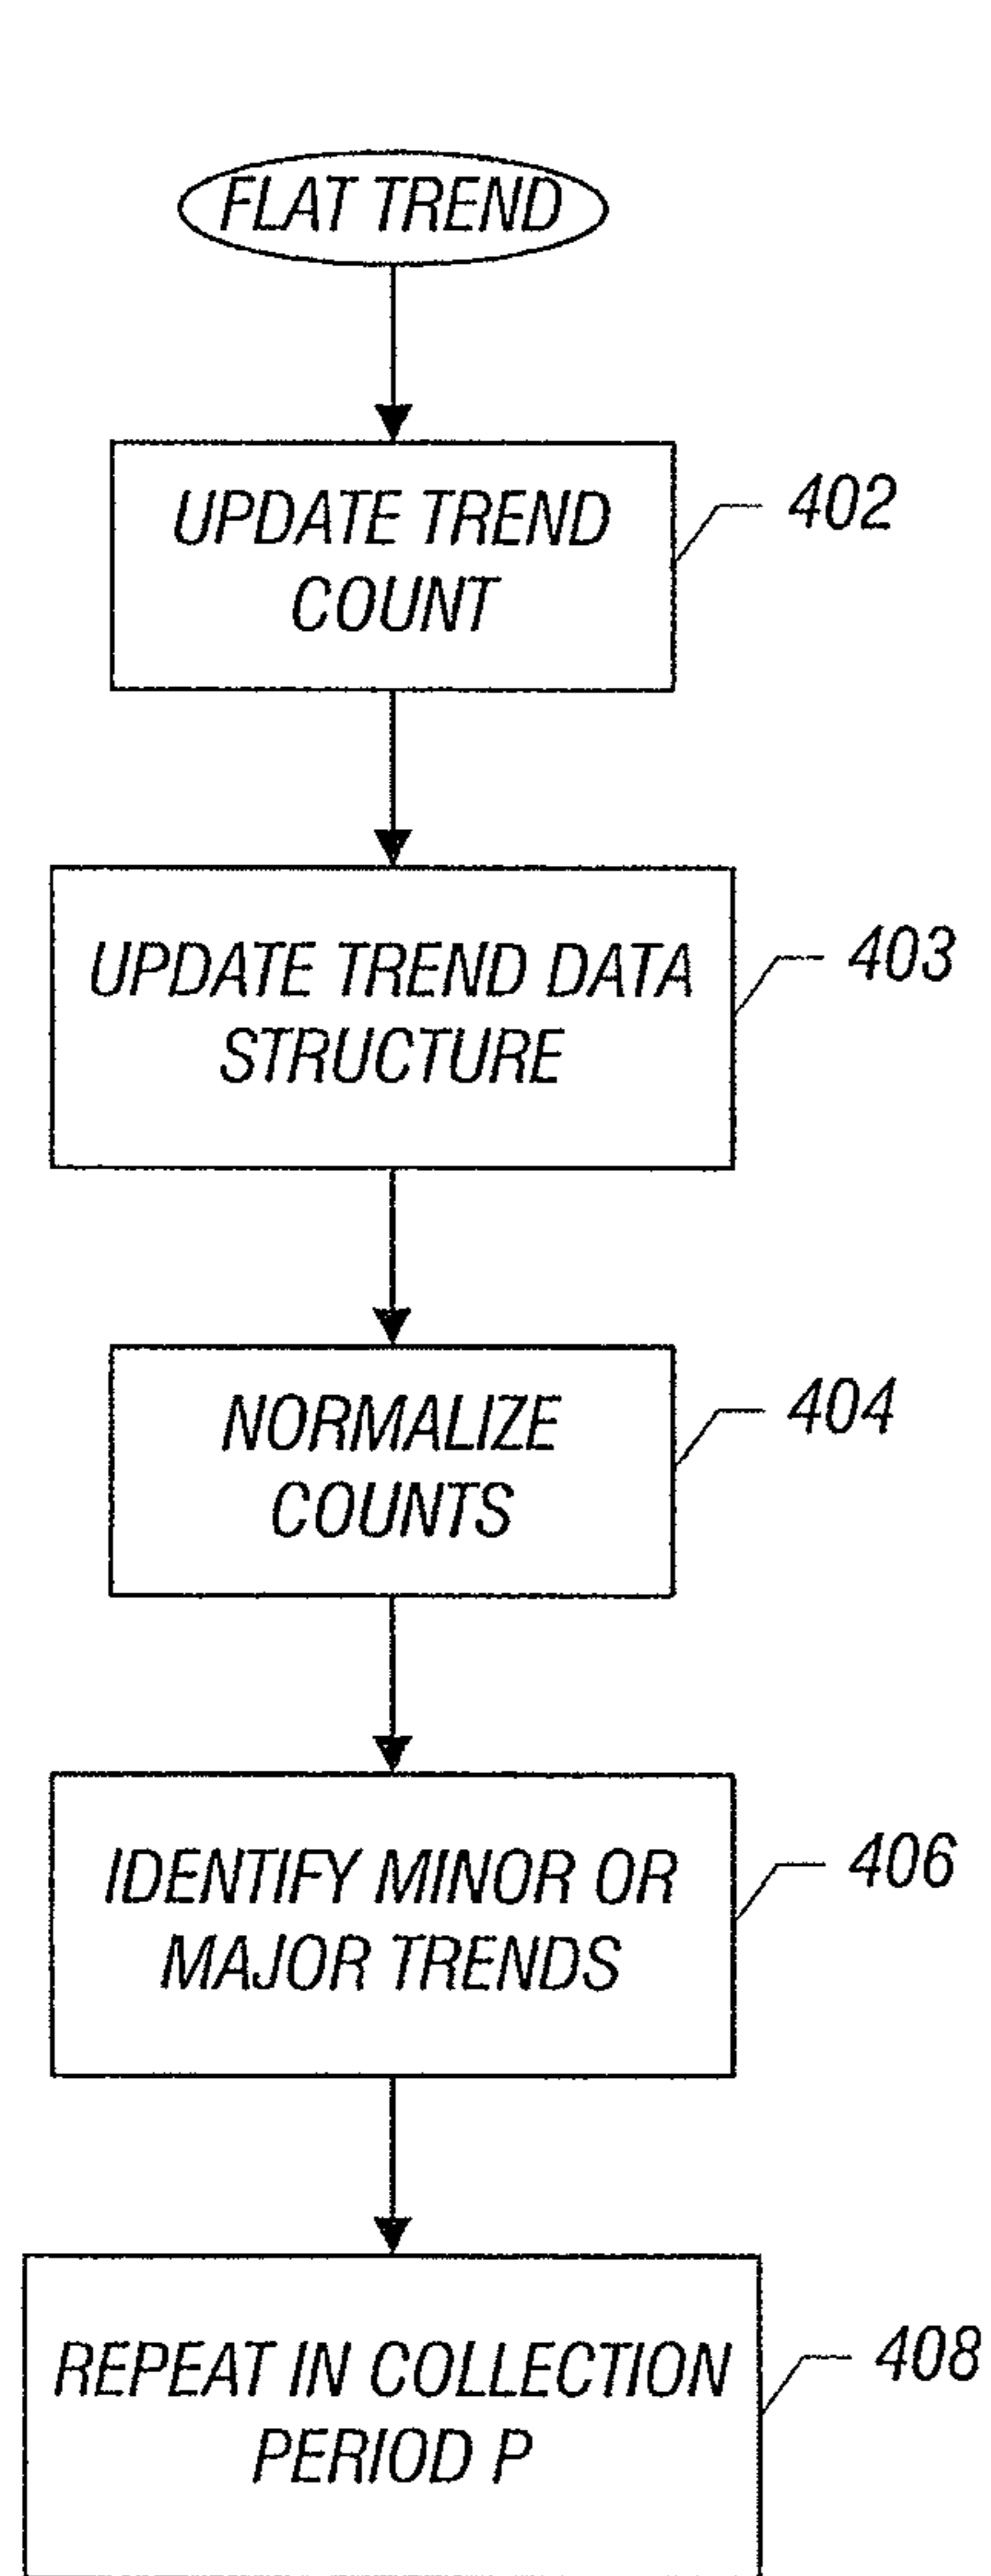 FLAT TREND
UPDATE TREND
COUNT
402
UPDATE TREND DATA
STRUCTURE
403
NORMALIZE
COUNTS
404
IDENTIFY MINOR OR
MAJOR TRENDS
406
REPEAT IN COLLECTION
PERIOD P
408